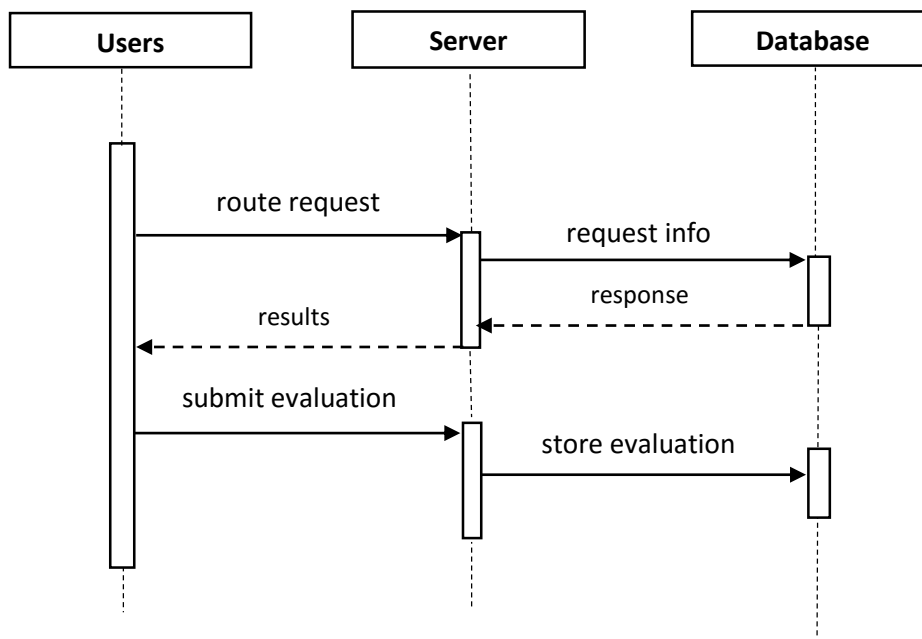 Users
Server
Database
route request
request info
response
results
submit evaluation
store evaluation